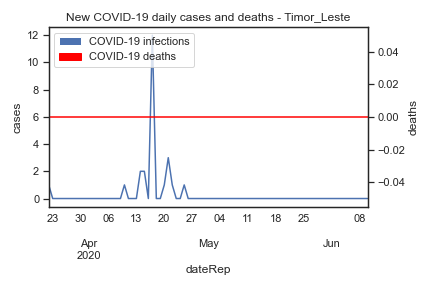 New COVID-19 daily cases and deaths - Timor_Leste
COVID-19 infections
COVID-19 deaths
12
10
8
6
4
2
0
cases
0.04
0.02
0.00
−0.02
−0.04
deaths
23 30 06 13 20 27 04 11 18 25 08
Apr May Jun
2020
dateRep